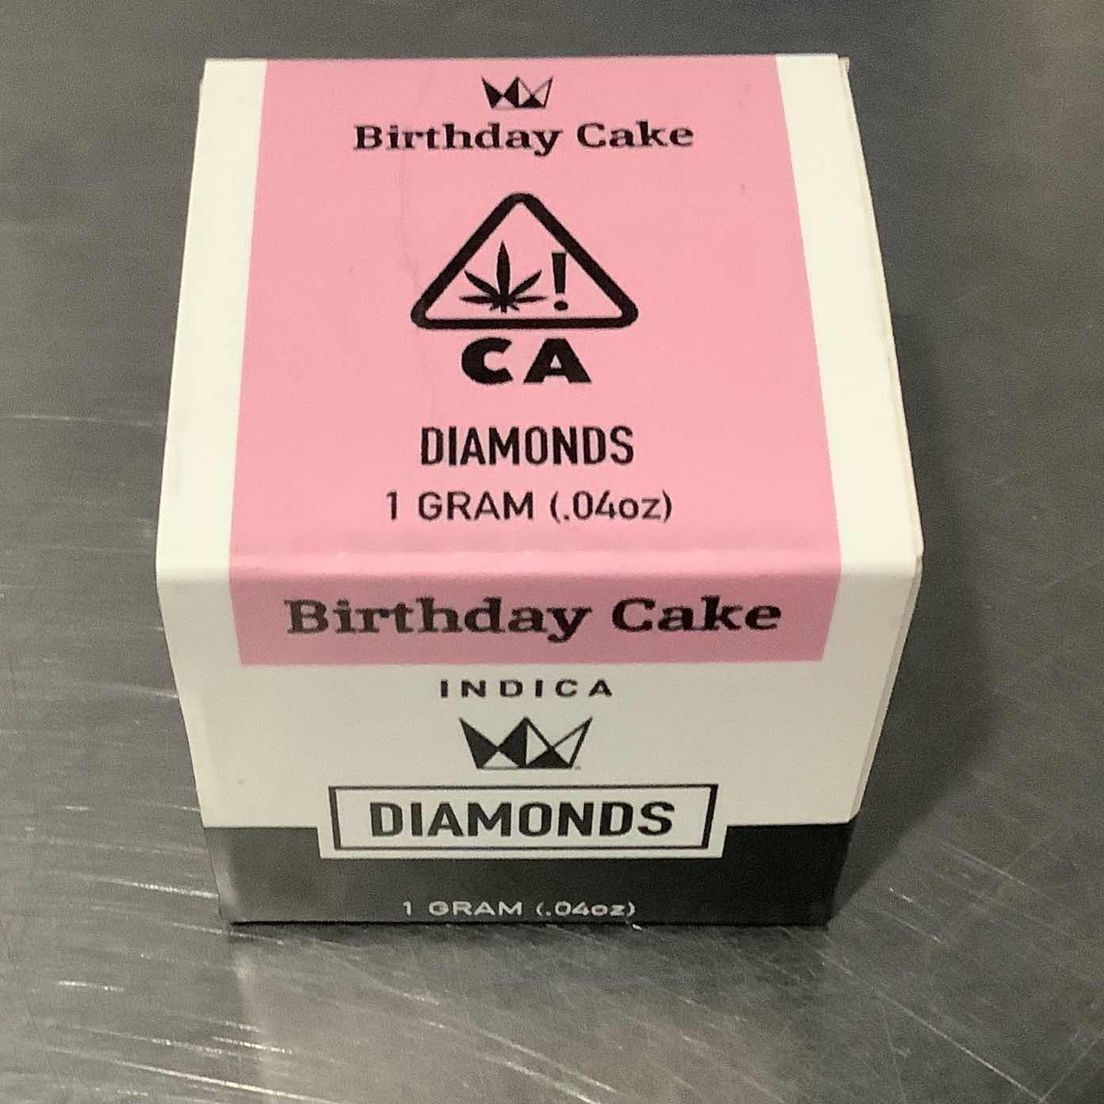 Birthday Cake
!
CA
DIAMONDS
1 GRAM (.04oz)
Birthday Cake
INDICA
DIAMONDS
1 GRAM (.04oz)